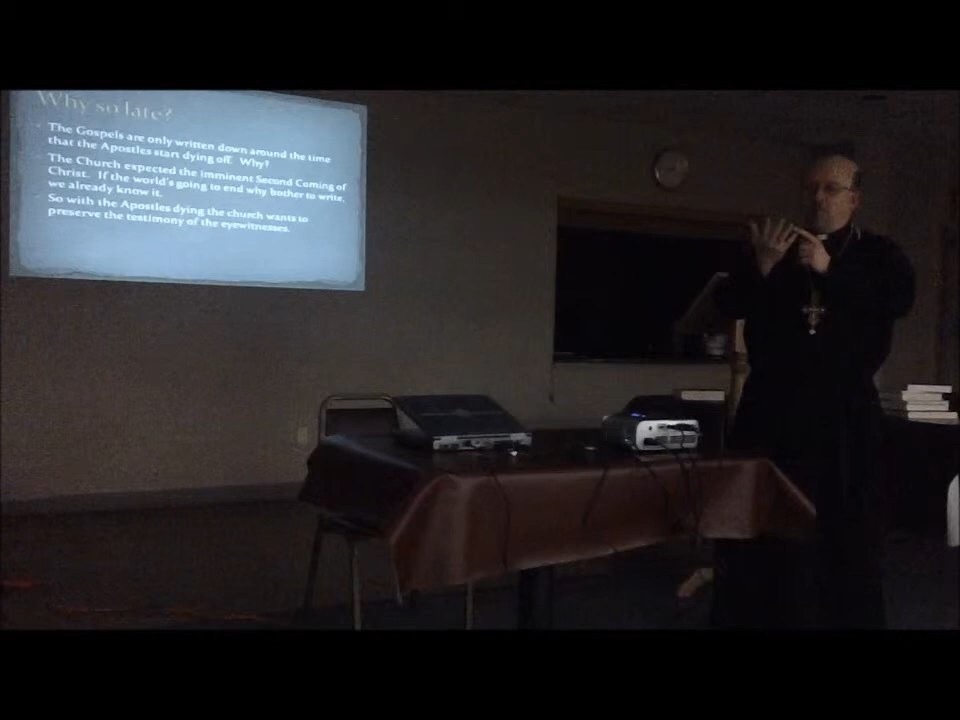 Why so late?
The Gospels are only written down around the time
that the Apostles start dying off. Why?
The Church expected the imminent Second Coming of
Christ. If the world's going to end why bother to write,
we already know it.
So with the Apostles dying the church wants to
preserve the testimony of the eyewitnesses.